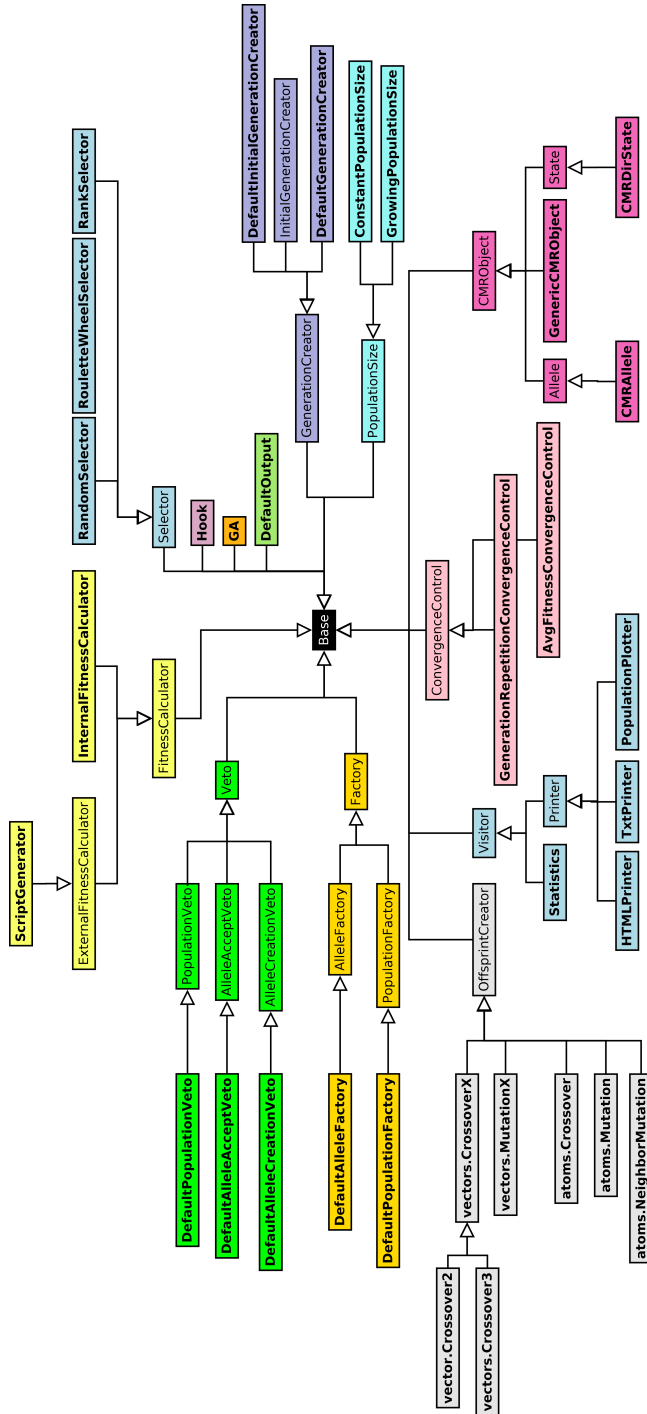 ScriptGenerator
ExternalFitnessCalculator
InternalFitnessCalculator
RandomSelector
RouletteWheelSelector
RankSelector
FitnessCalculator
Selector
Hook
GA
DefaultOutput
DefaultInitialGenerationCreator
InitialGenerationCreator
DefaultGenerationCreator
GenerationCreator
ConstantPopulationSize
GrowingPopulationSize
PopulationSize
Base
Veto
PopulationVeto
AlleleAcceptVeto
AlleleCreationVeto
DefaultPopulationVeto
DefaultAlleleAcceptVeto
DefaultAlleleCreationVeto
Factory
AlleleFactory
PopulationFactory
DefaultAlleleFactory
DefaultPopulationFactory
ConvergenceControl
GenerationRepetitionConvergenceControl
AvgFitnessConvergenceControl
CMRObject
Allele
GenericCMRObject
State
CMRAllele
CMRDirState
Visitor
Statistics
Printer
HTMLPrinter
TxtPrinter
PopulationPlotter
OffsprintCreator
vectors.CrossoverX
vectors.MutationX
atoms.Crossover
atoms.Mutation
atoms.NeighborMutation
vector.Crossover2
vectors.Crossover3